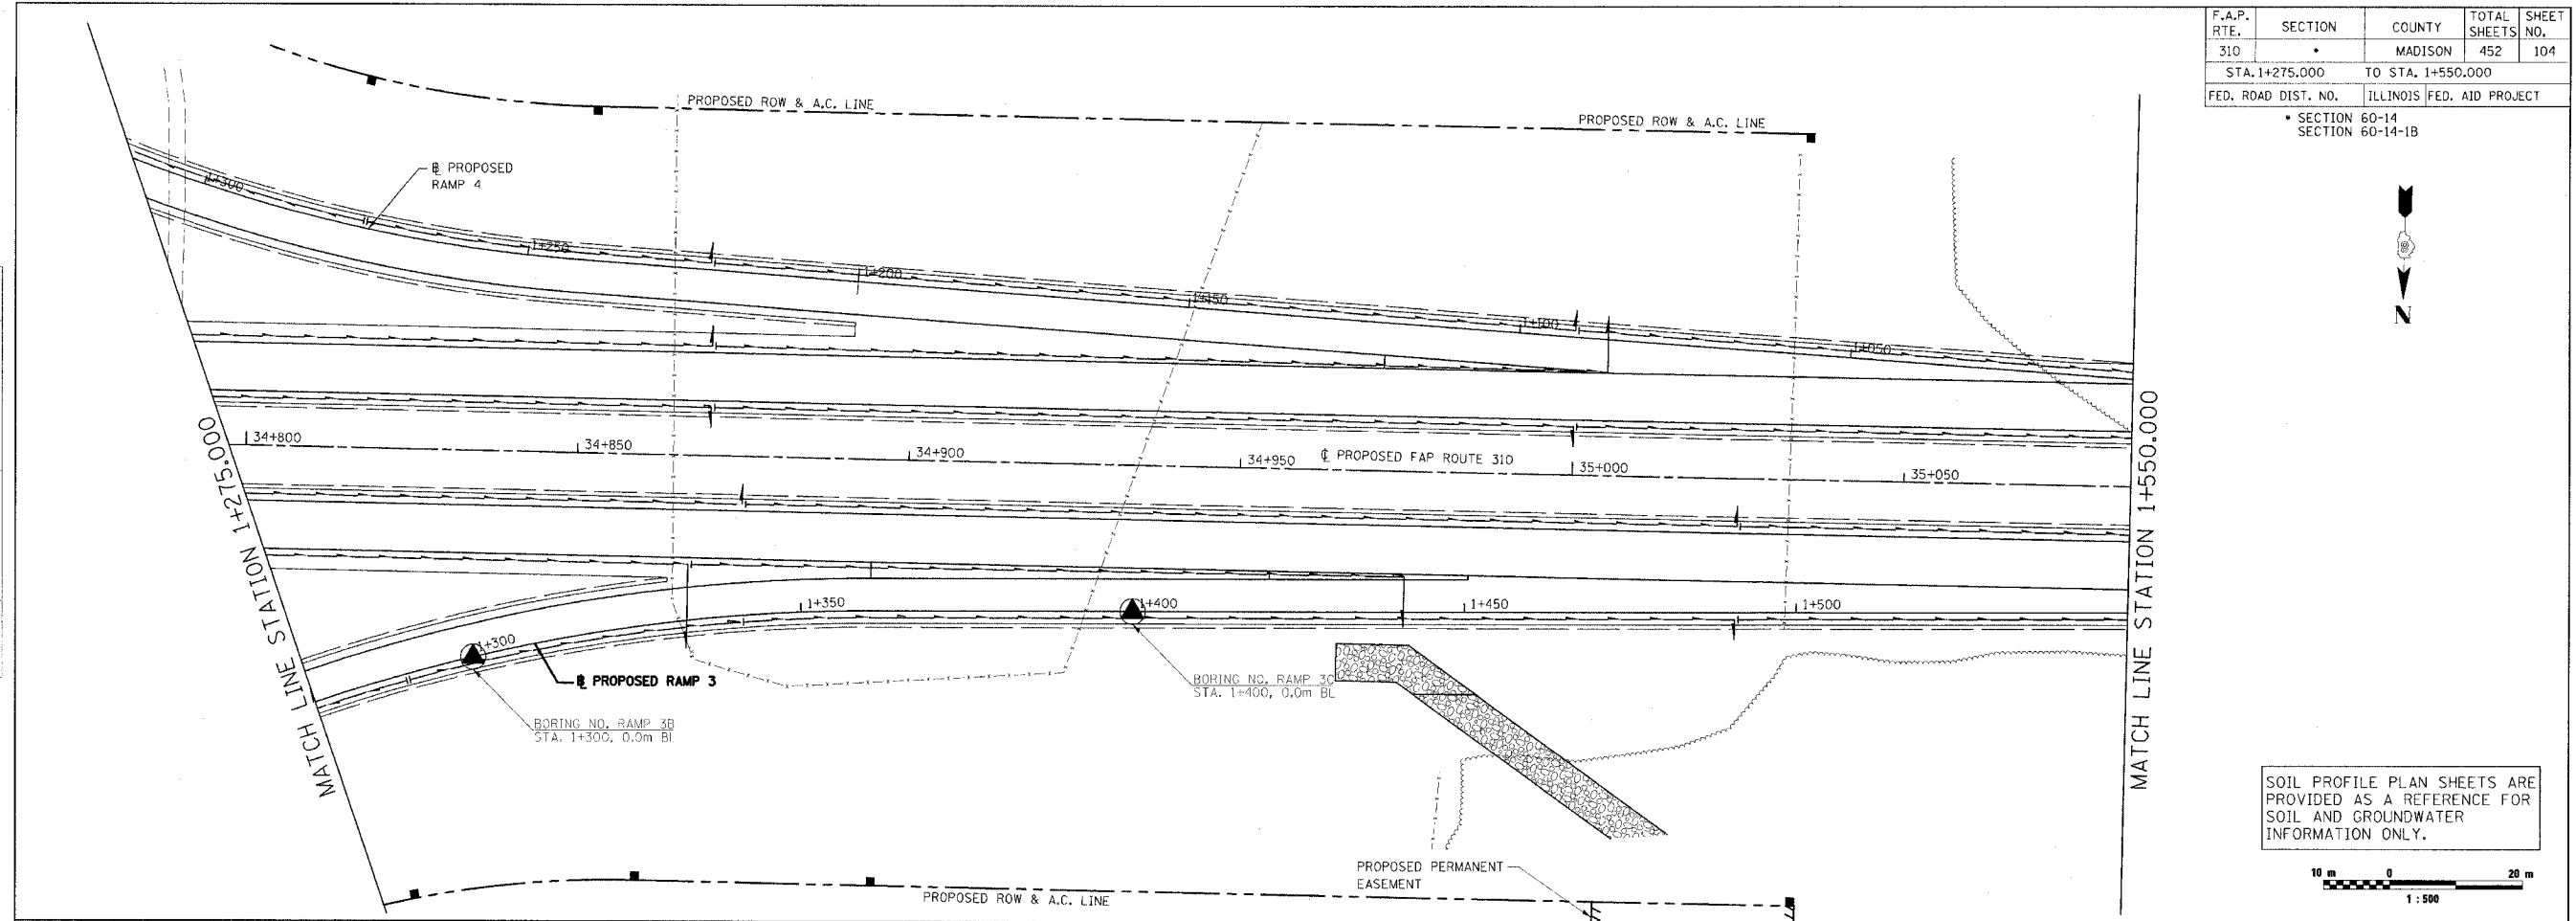 F.A.P. RTE. SECTION COUNTY TOTAL SHEETS SHEET NO.
310 * MADISON 452 104
STA. 1+275.000 TO STA. 1+550.000
FED. ROAD DIST. NO. ILLINOIS FED. AID PROJECT
* SECTION 60-14
SECTION 60-14-1B
N
PROPOSED ROW & A.C. LINE
PROPOSED ROW & A.C. LINE
℄ PROPOSED
RAMP 4
1+300
1+250
1+200
1+150
1+100
1+050
MATCH LINE STATION 1+275.000
34+800
34+850
34+900
34+950
℄ PROPOSED FAP ROUTE 310
35+000
35+050
MATCH LINE STATION 1+550.000
1+300
1+350
1+400
1+450
1+500
℄ PROPOSED RAMP 3
BORING NO. RAMP 3B
STA. 1+300, 0.0m BL
BORING NO. RAMP 3C
STA. 1+400, 0.0m BL
PROPOSED PERMANENT
EASEMENT
PROPOSED ROW & A.C. LINE
SOIL PROFILE PLAN SHEETS ARE
PROVIDED AS A REFERENCE FOR
SOIL AND GROUNDWATER
INFORMATION ONLY.
10 m 0 20 m
1 : 500